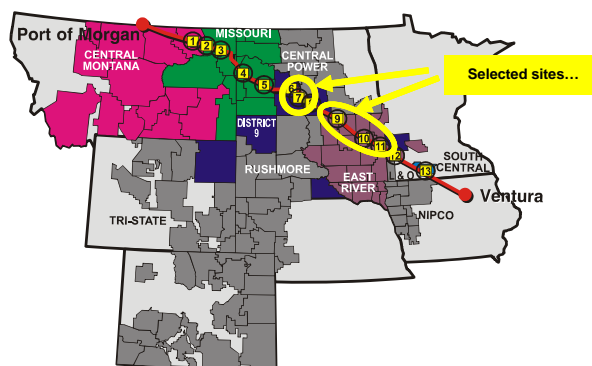 Port of Morgan
MISSOURI
CENTRAL
MONTANA
CENTRAL
POWER
1
2
3
4
5
6
7
Selected sites…
DISTRICT
9
9
10
11
12
13
RUSHMORE
EAST
RIVER
L & O
SOUTH
CENTRAL
Ventura
TRI-STATE
NIPCO